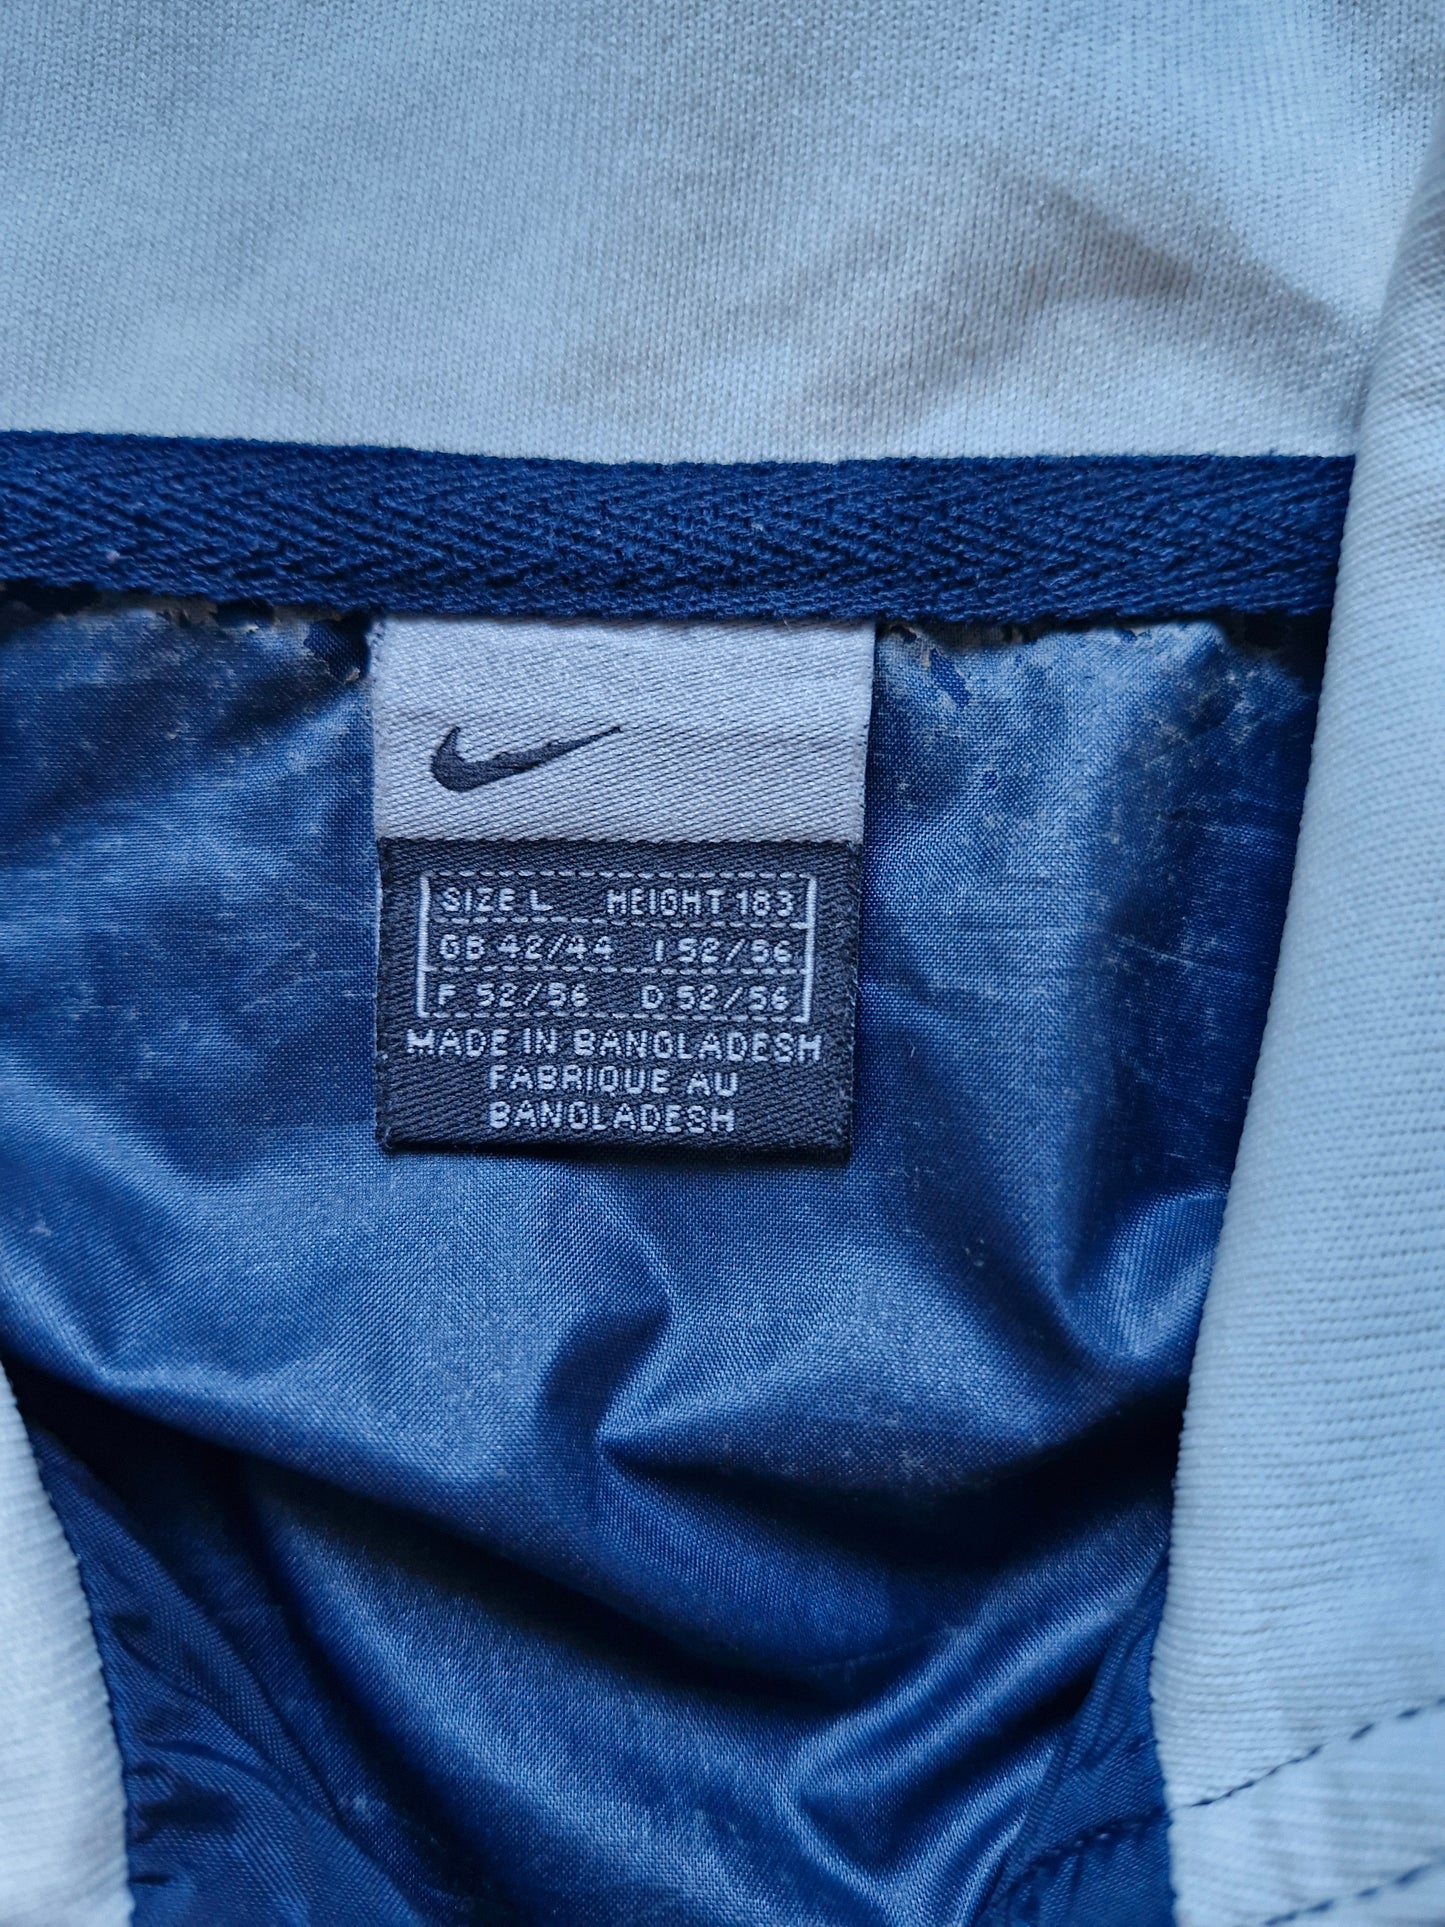 SIZE L HEIGHT 183
GB 42/44 I 52/56
F 52/56 D 52/56
MADE IN BANGLADESH
FABRIQUE AU
BANGLADESH